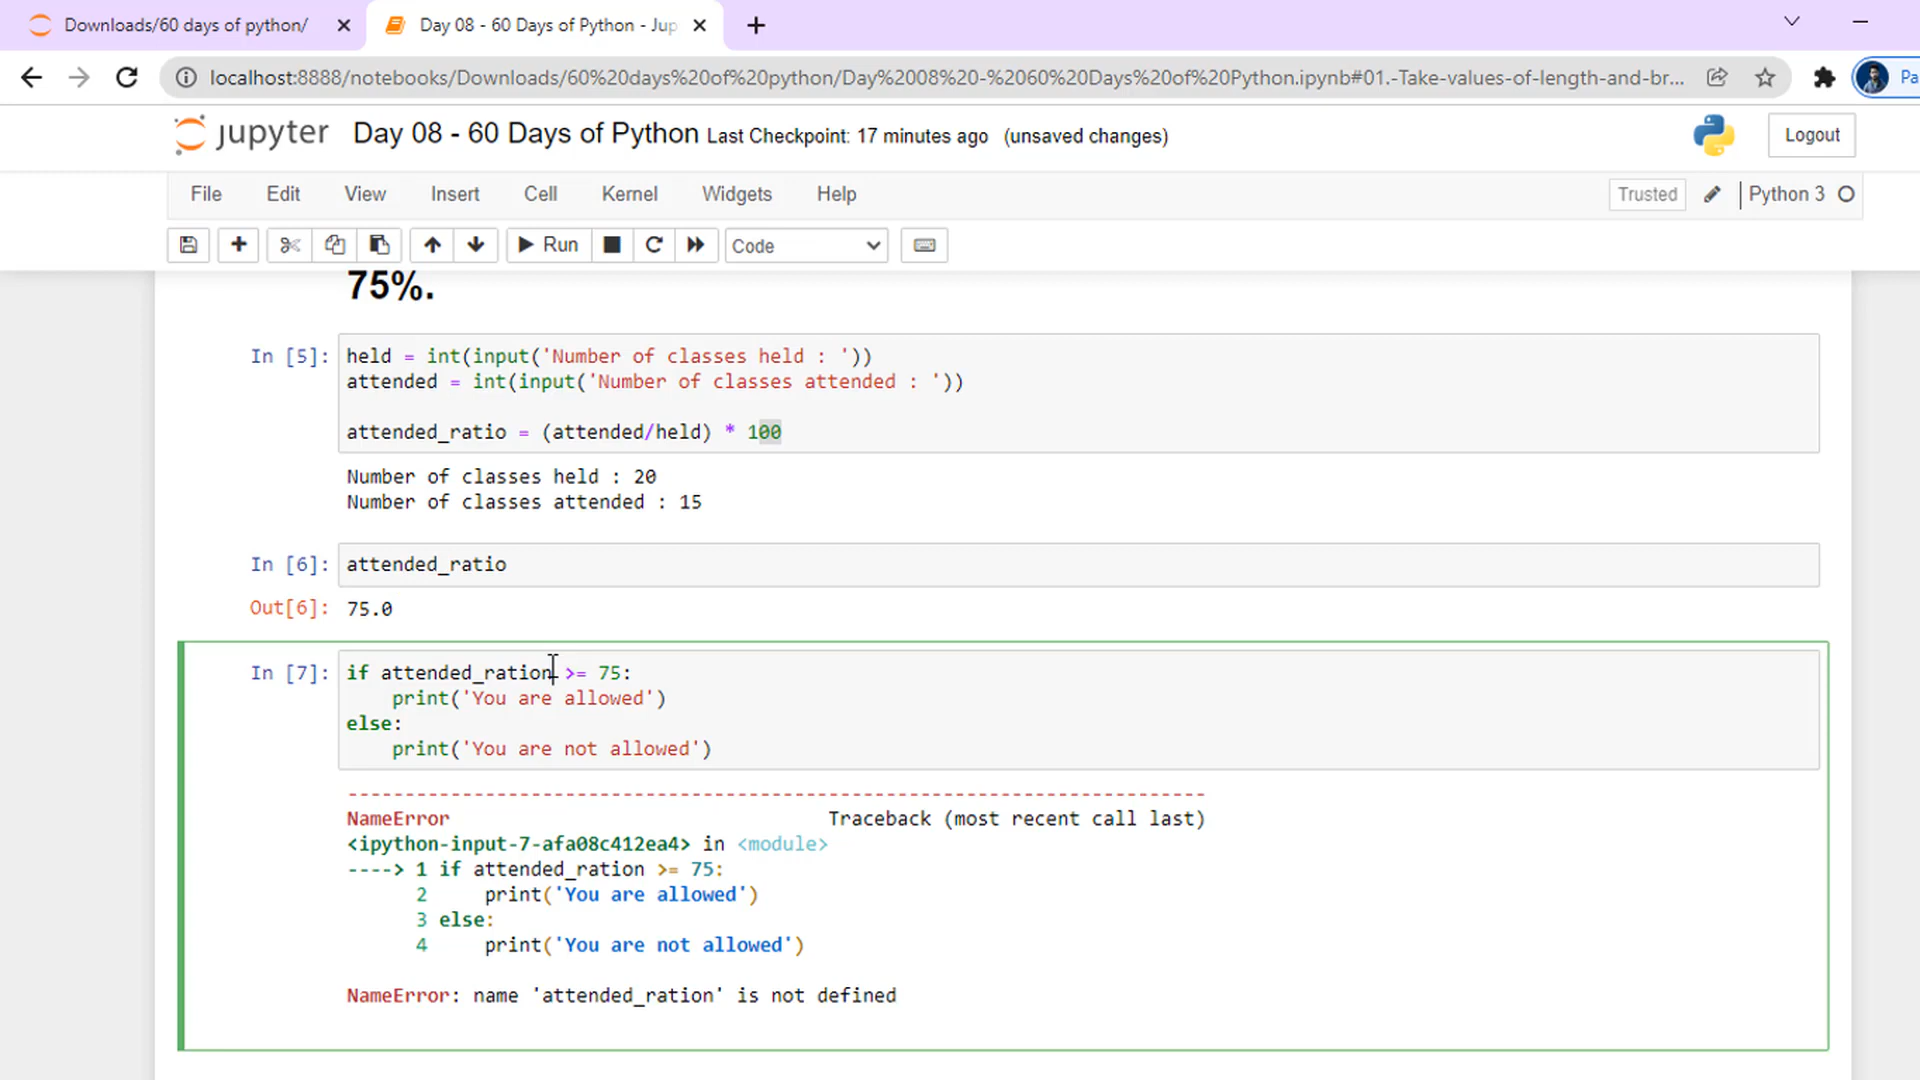 Downloads/60 days of python/
Day 08 - 60 Days of Python - Jup
localhost:8888/notebooks/Downloads/60%20days%20of%20python/Day%2008%20-%2060%20Days%20of%20Python.ipynb#01.-Take-values-of-length-and-br...
Pa
jupyter Day 08 - 60 Days of Python Last Checkpoint: 17 minutes ago (unsaved changes)
Logout
File Edit View Insert Cell Kernel Widgets Help
Trusted
Python 3
Run
Code
75%.
In [5]: held = int(input('Number of classes held : '))
attended = int(input('Number of classes attended : '))
attended_ratio = (attended/held) * 100
Number of classes held : 20
Number of classes attended : 15
In [6]: attended_ratio
Out[6]: 75.0
In [7]: if attended_ration >= 75:
    print('You are allowed')
else:
    print('You are not allowed')
---------------------------------------------------------------------------
NameError                                 Traceback (most recent call last)
<ipython-input-7-afa08c412ea4> in <module>
----> 1 if attended_ration >= 75:
      2     print('You are allowed')
      3 else:
      4     print('You are not allowed')
NameError: name 'attended_ration' is not defined